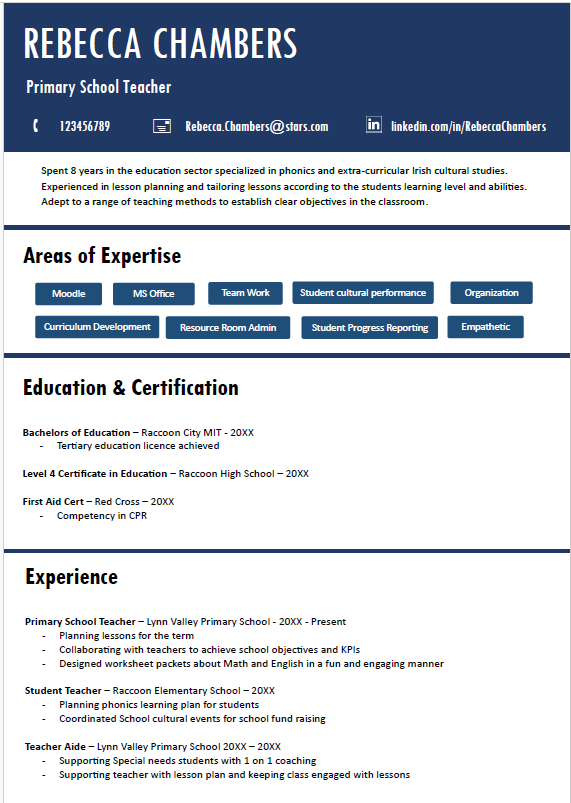 REBECCA CHAMBERS
Primary School Teacher
123456789 Rebecca.Chambers@stars.com in linkedin.com/in/RebeccaChambers
Spent 8 years in the education sector specialized in phonics and extra-curricular Irish cultural studies.
Experienced in lesson planning and tailoring lessons according to the students learning level and abilities.
Adept to a range of teaching methods to establish clear objectives in the classroom.
Areas of Expertise
Moodle MS Office Team Work Student cultural performance Organization
Curriculum Development Resource Room Admin Student Progress Reporting Empathetic
Education & Certification
Bachelors of Education – Raccoon City MIT - 20XX
- Tertiary education licence achieved
Level 4 Certificate in Education – Raccoon High School – 20XX
First Aid Cert – Red Cross – 20XX
- Competency in CPR
Experience
Primary School Teacher – Lynn Valley Primary School - 20XX - Present
- Planning lessons for the term
- Collaborating with teachers to achieve school objectives and KPIs
- Designed worksheet packets about Math and English in a fun and engaging manner
Student Teacher – Raccoon Elementary School – 20XX
- Planning phonics learning plan for students
- Coordinated School cultural events for school fund raising
Teacher Aide – Lynn Valley Primary School 20XX – 20XX
- Supporting Special needs students with 1 on 1 coaching
- Supporting teacher with lesson plan and keeping class engaged with lessons